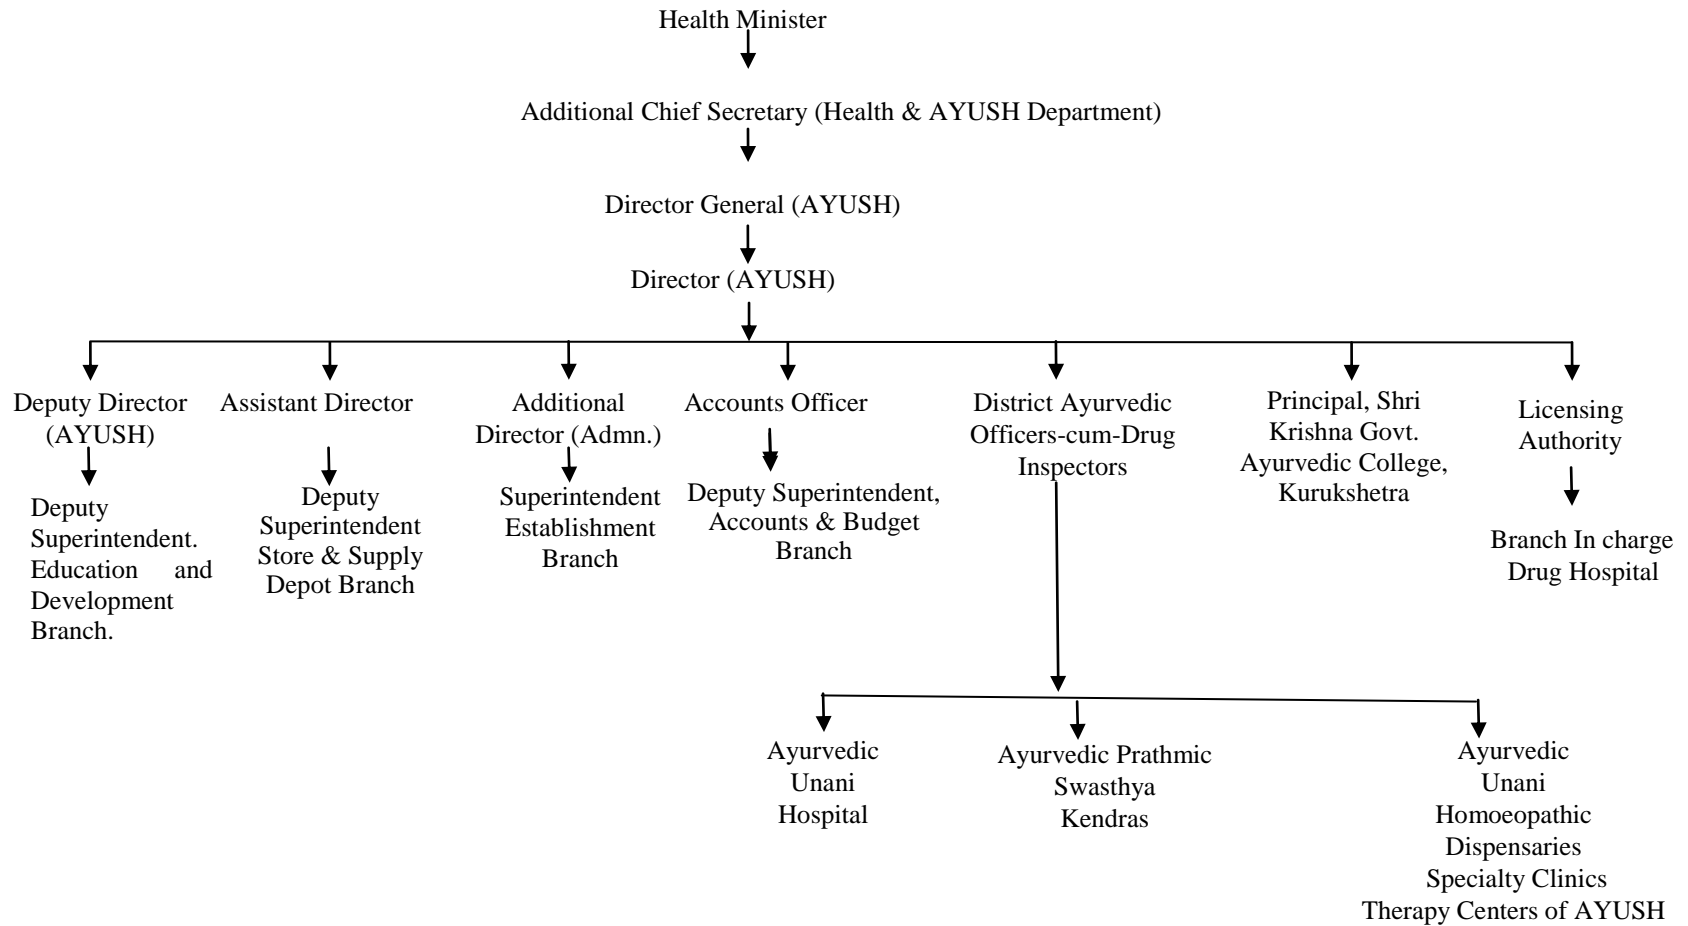 Health Minister
Additional Chief Secretary (Health & AYUSH Department)
Director General (AYUSH)
Director (AYUSH)
Deputy Director
(AYUSH)
Assistant Director
Additional
Director (Admn.)
Accounts Officer
District Ayurvedic
Officers-cum-Drug
Inspectors
Principal, Shri
Krishna Govt.
Ayurvedic College,
Kurukshetra
Licensing
Authority
Deputy
Superintendent.
Education and
Development
Branch.
Deputy
Superintendent
Store & Supply
Depot Branch
Superintendent
Establishment
Branch
Deputy Superintendent,
Accounts & Budget
Branch
Branch In charge
Drug Hospital
Ayurvedic
Unani
Hospital
Ayurvedic Prathmic
Swasthya
Kendras
Ayurvedic
Unani
Homoeopathic
Dispensaries
Specialty Clinics
Therapy Centers of AYUSH